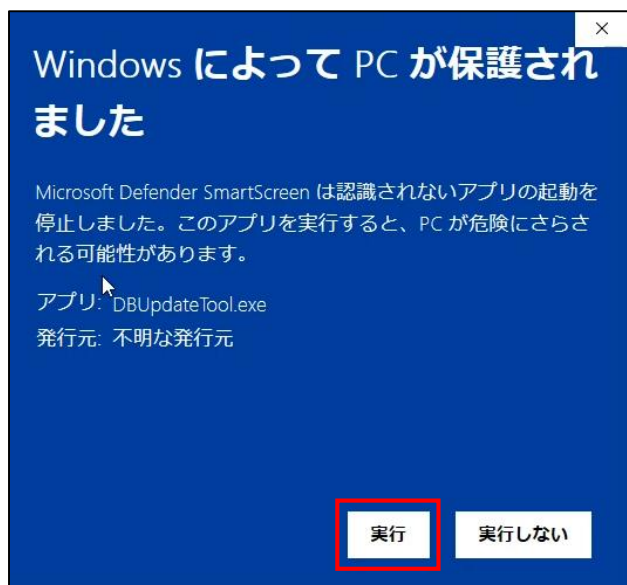 Windows によって PC が保護され
ました
Microsoft Defender SmartScreen は認識されないアプリの起動を
停止しました。このアプリを実行すると、PC が危険にさらさ
れる可能性があります。
アプリ: DBUpdateTool.exe
発行元: 不明な発行元
実行 実行しない